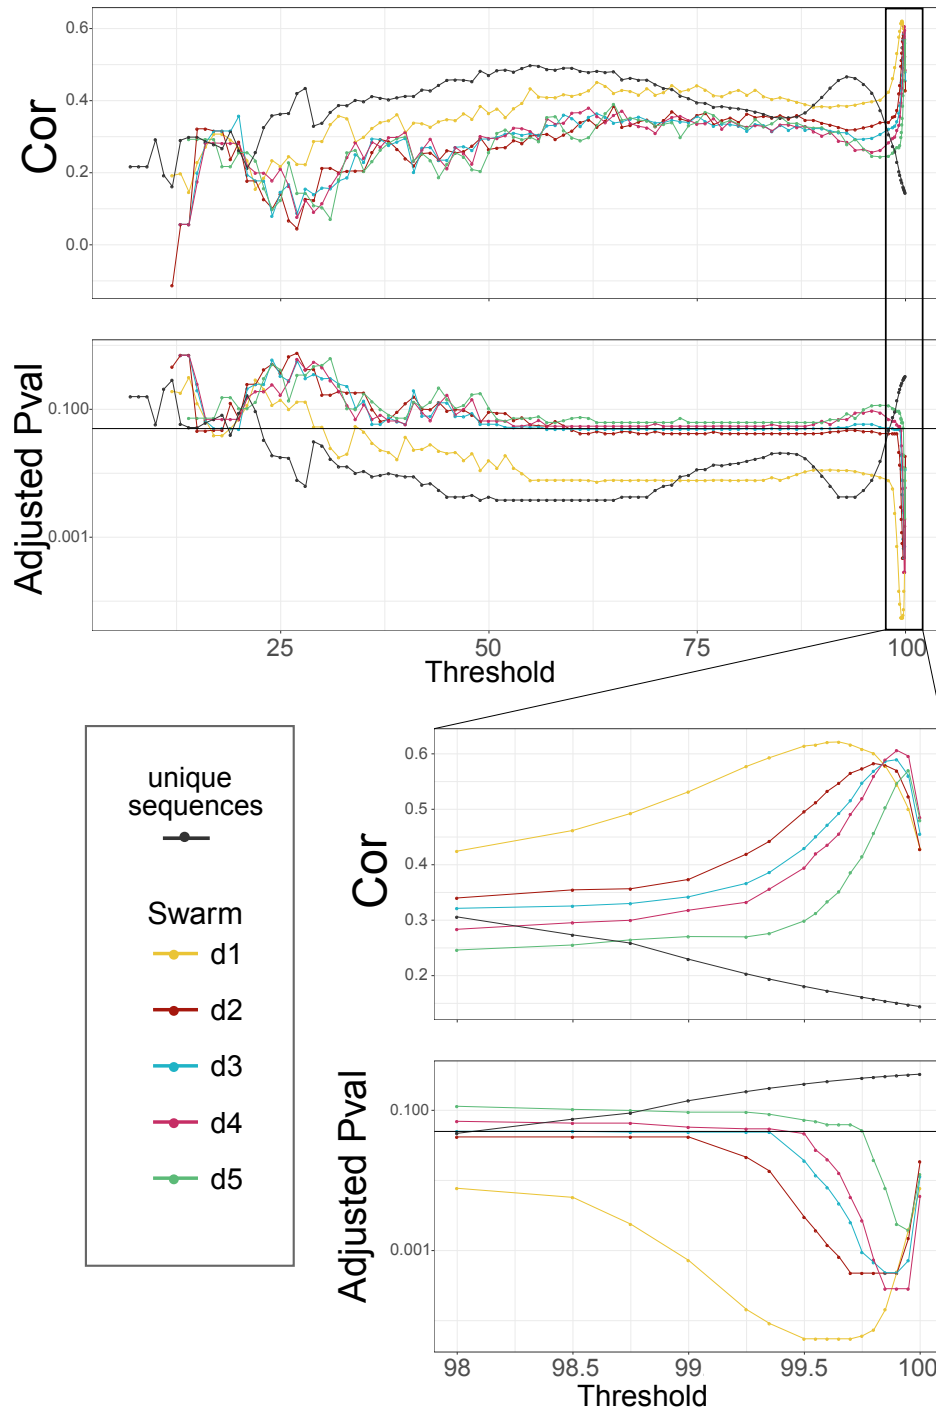 Cor
0.6
0.4
0.2
0.0
Adjusted Pval
0.100
0.001
25
50
75
100
Threshold
unique
sequences
Swarm
d1
d2
d3
d4
d5
Cor
0.6
0.5
0.4
0.3
0.2
Adjusted Pval
0.100
0.001
98
98.5
99
99.5
100
Threshold